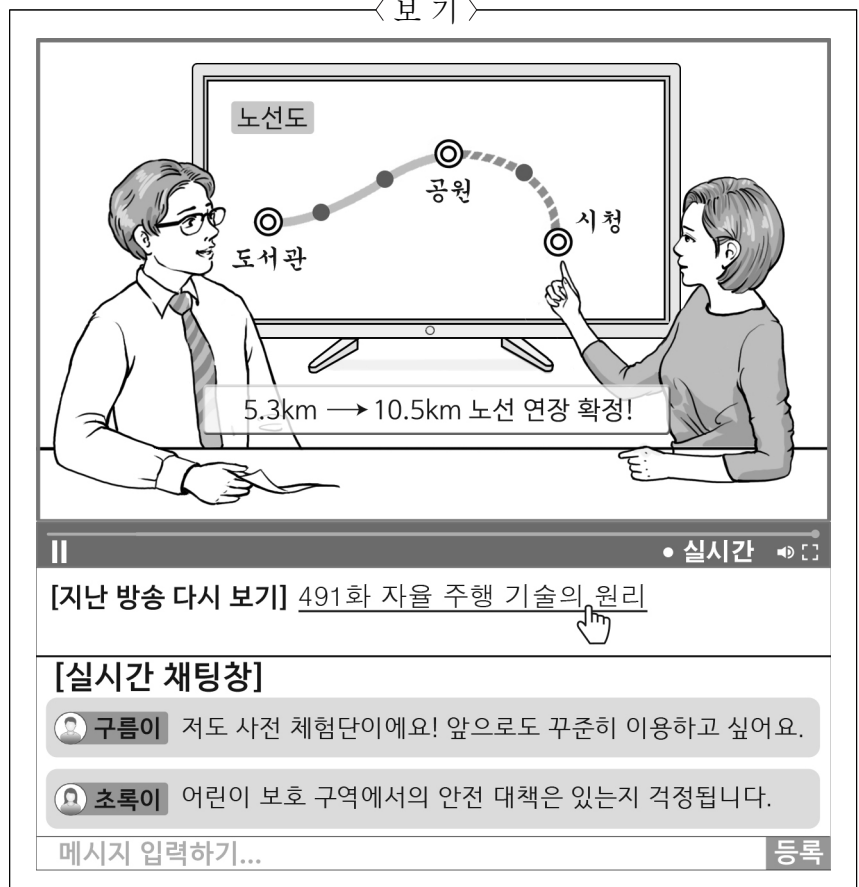 〈보 기〉
노선도
공원
시청
도서관
5.3km → 10.5km 노선 연장 확정!
실시간
[지난 방송 다시 보기] 491화 자율 주행 기술의 원리
[실시간 채팅창]
구름이 저도 사전 체험단이에요! 앞으로도 꾸준히 이용하고 싶어요.
초록이 어린이 보호 구역에서의 안전 대책은 있는지 걱정됩니다.
메시지 입력하기... 등록